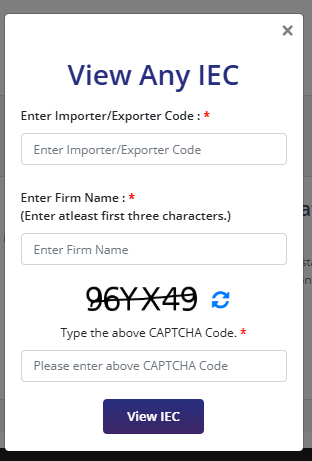 ×
View Any IEC
Enter Importer/Exporter Code : *
Enter Importer/Exporter Code
Enter Firm Name : *
(Enter atleast first three characters.)
Enter Firm Name
96YX49
Type the above CAPTCHA Code. *
Please enter above CAPTCHA Code
View IEC